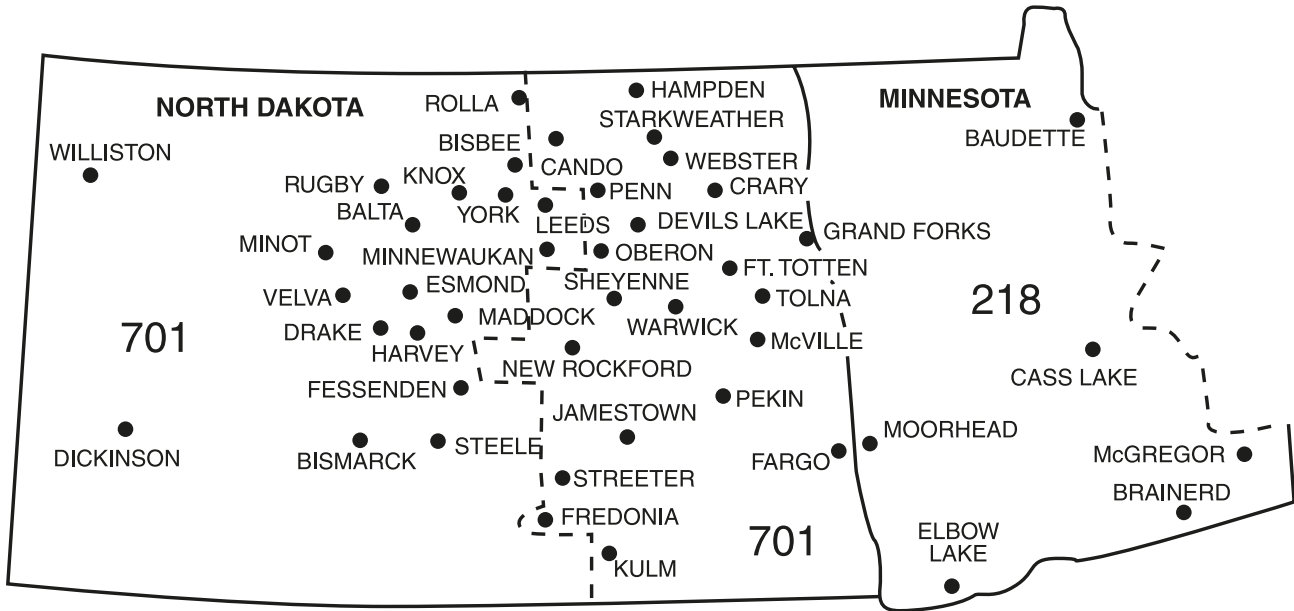 HAMPDEN
NORTH DAKOTA
ROLLA
MINNESOTA
STARKWEATHER
BAUDETTE
BISBEE
WILLISTON
CANDO
WEBSTER
RUGBY
KNOX
PENN
CRARY
BALTA
YORK
LEEDS
DEVILS LAKE
GRAND FORKS
MINOT
MINNEWAUKAN
OBERON
FT. TOTTEN
ESMOND
SHEYENNE
VELVA
TOLNA
218
MADDOCK
WARWICK
701
DRAKE
HARVEY
McVILLE
NEW ROCKFORD
CASS LAKE
FESSENDEN
PEKIN
JAMESTOWN
MOORHEAD
DICKINSON
BISMARCK
STEELE
FARGO
McGREGOR
STREETER
BRAINERD
FREDONIA
701
ELBOW
LAKE
KULM